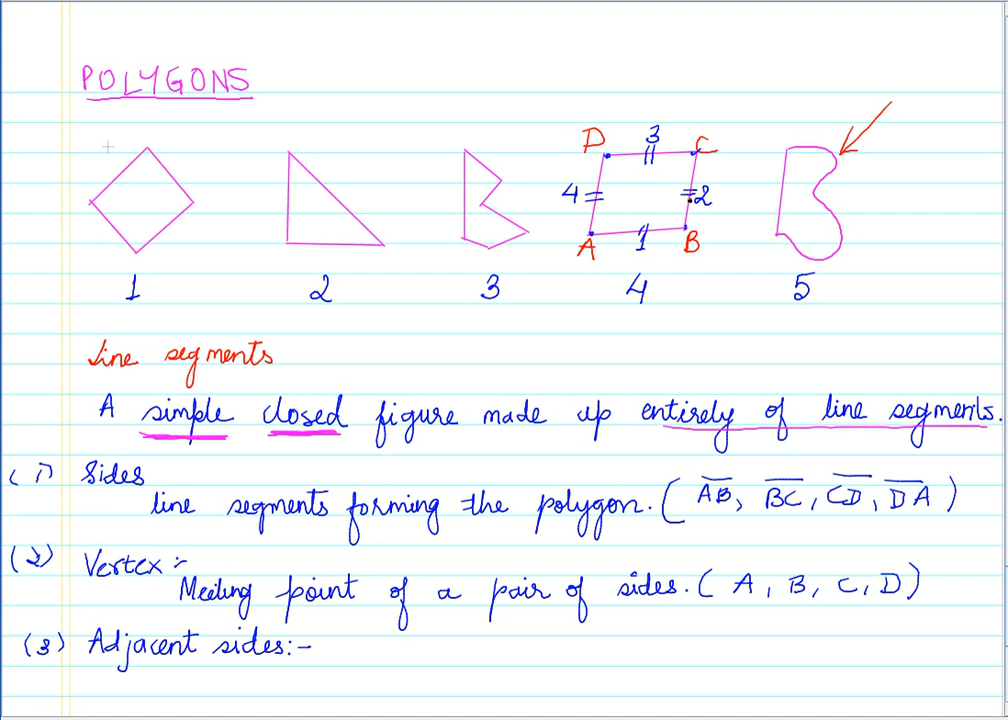 POLYGONS
D 3 C
4 2
A 1 B
1 2 3 4 5
Line segments
A simple closed figure made up entirely of line segments.
(1) Sides
line segments forming the polygon. (AB, BC, CD, DA)
(2) Vertex :-
Meeting point of a pair of sides. (A, B, C, D)
(3) Adjacent sides:-